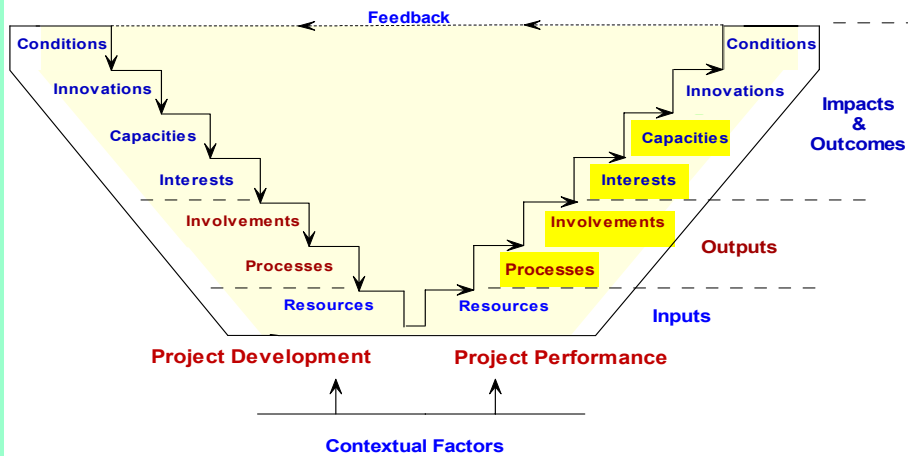 Feedback
Conditions
Conditions
Innovations
Innovations
Impacts
&
Outcomes
Capacities
Capacities
Interests
Interests
Involvements
Involvements
Outputs
Processes
Processes
Resources
Resources
Inputs
Project Development
Project Performance
Contextual Factors